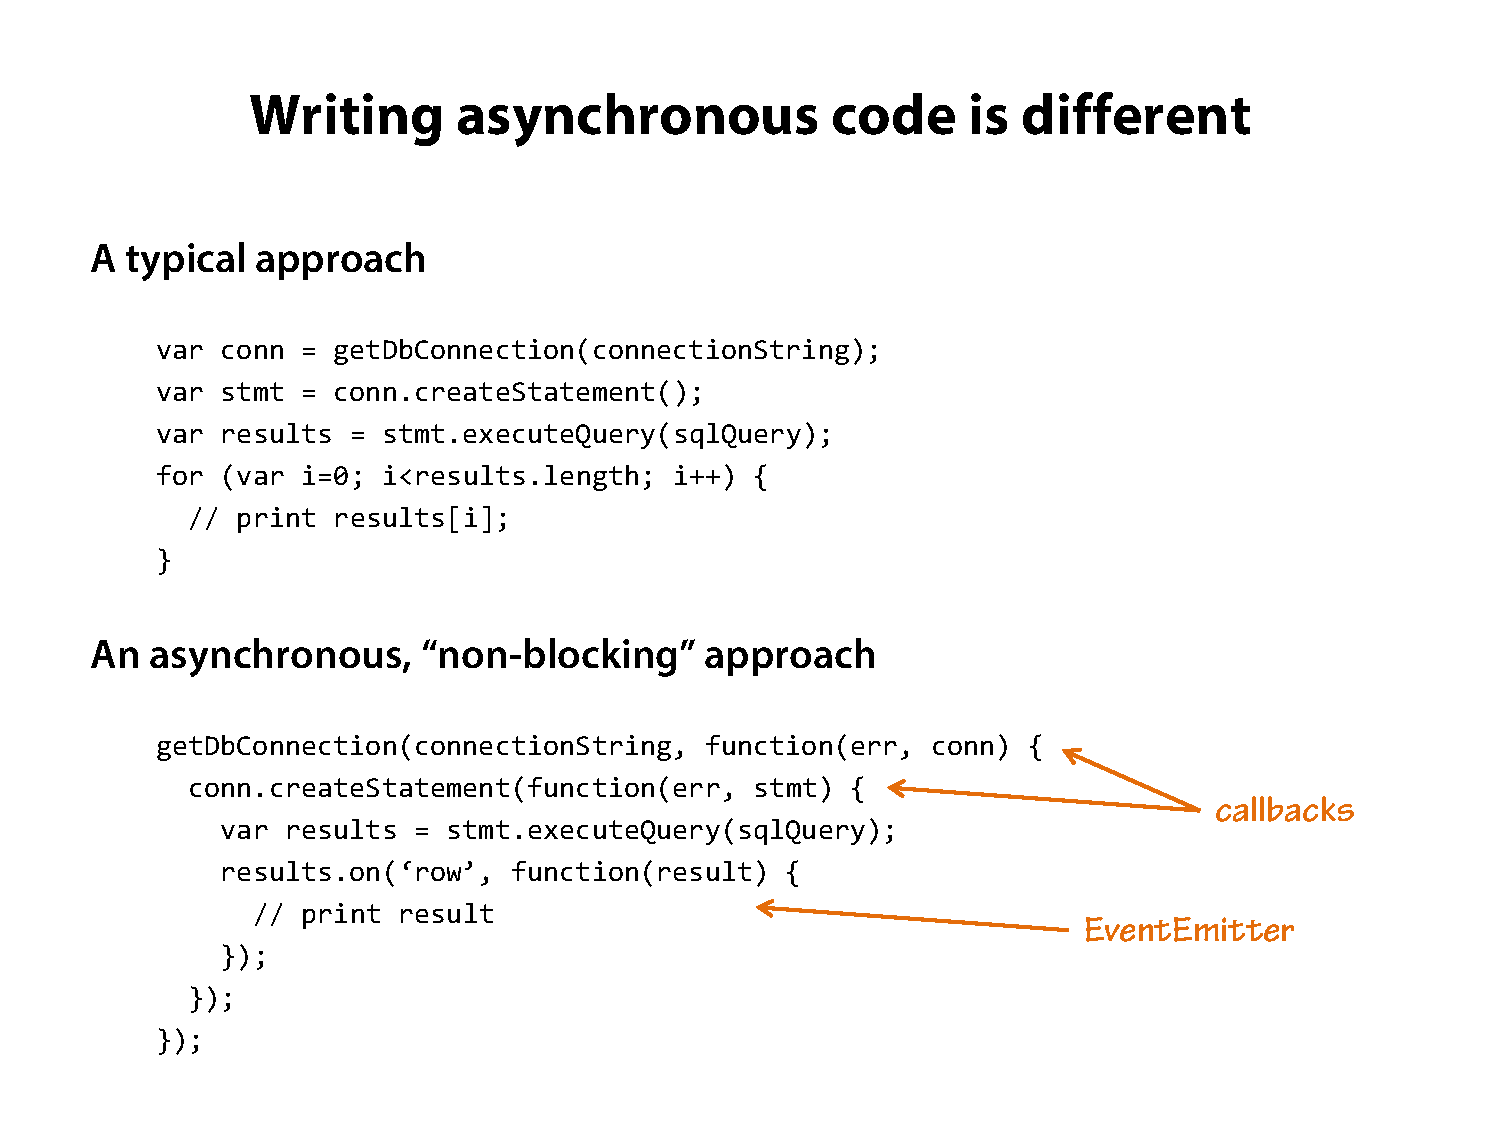 Writing asynchronous code is different
A typical approach
var conn = getDbConnection(connectionString);
var stmt = conn.createStatement();
var results = stmt.executeQuery(sqlQuery);
for (var i=0; i<results.length; i++) {
  // print results[i];
}
An asynchronous, “non-blocking” approach
getDbConnection(connectionString, function(err, conn) {
  conn.createStatement(function(err, stmt) {
callbacks
    var results = stmt.executeQuery(sqlQuery);
    results.on(‘row’, function(result) {
      // print result
EventEmitter
    });
  });
});